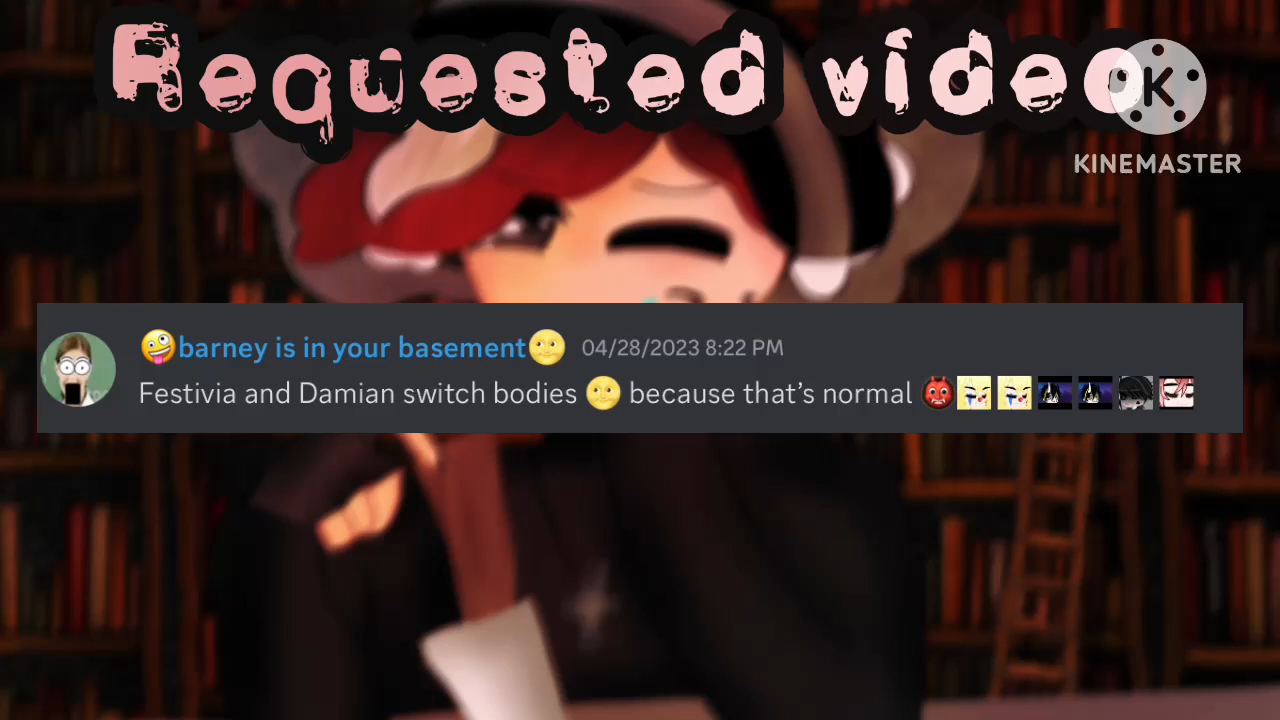 Requested video
K
KINEMASTER
🤪barney is in your basement🌝 04/28/2023 8:22 PM
Festivia and Damian switch bodies 🌝 because that’s normal 👹